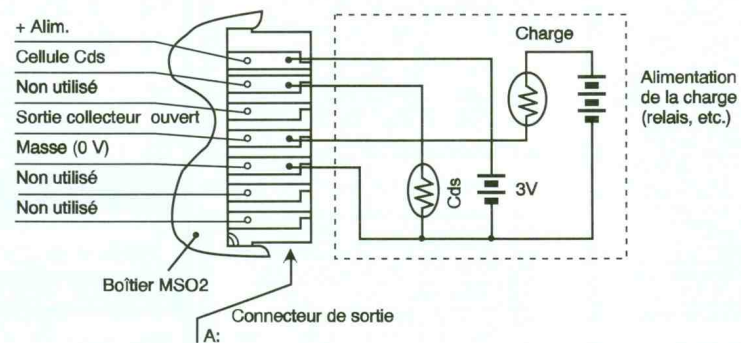 + Alim.
Cellule Cds
Non utilisé
Sortie collecteur ouvert
Masse (0 V)
Non utilisé
Non utilisé
Boîtier MSO2
Connecteur de sortie
A:
Charge
Cds
3V
Alimentation
de la charge
(relais, etc.)